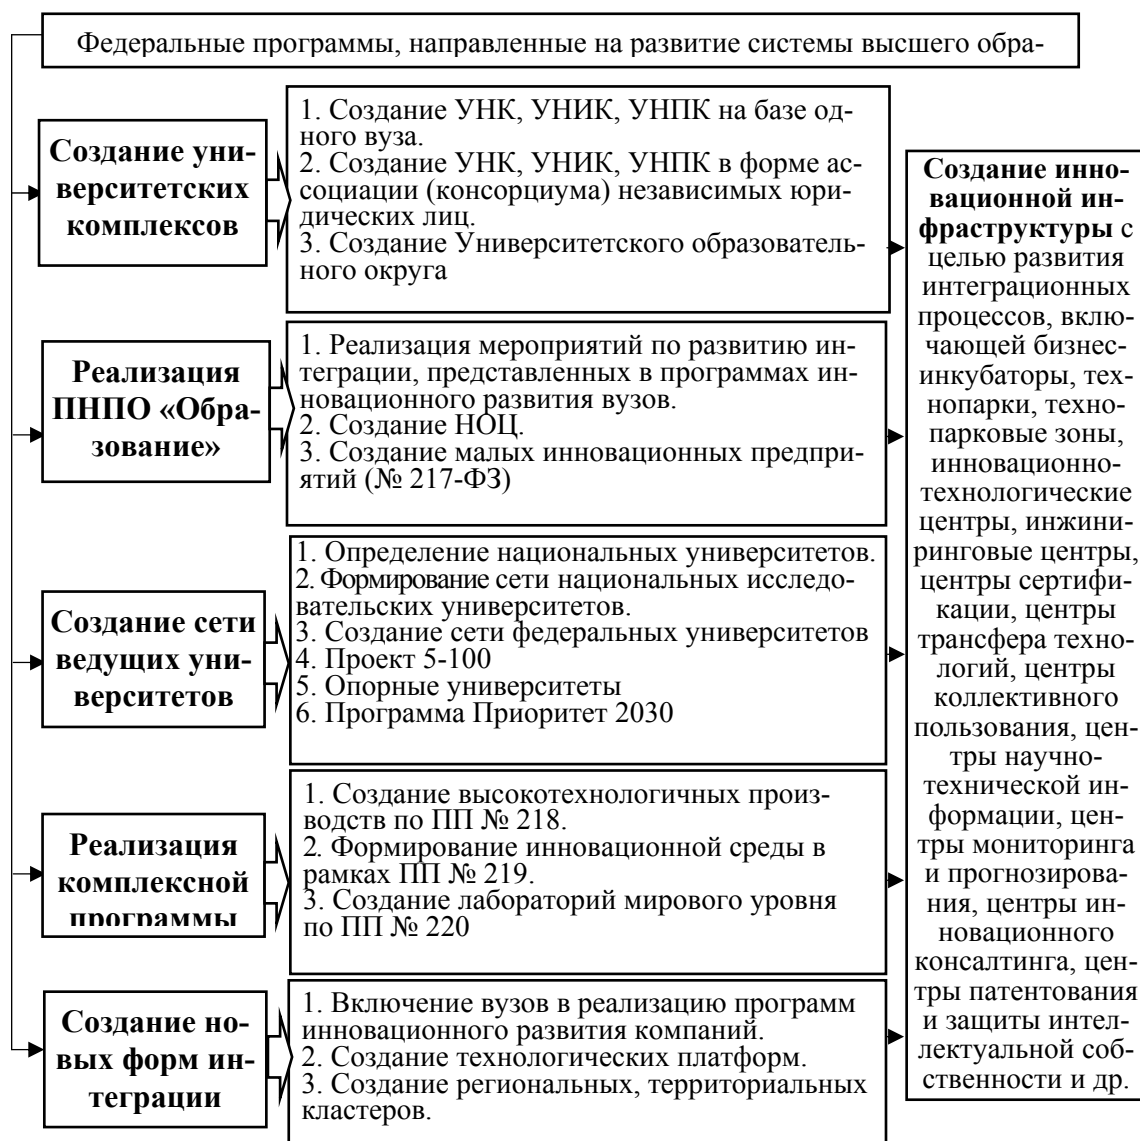 Федеральные программы, направленные на развитие системы высшего обра-
Создание уни-
верситетских
комплексов
1. Создание УНК, УНИК, УНПК на базе од-
ного вуза.
2. Создание УНК, УНИК, УНПК в форме ас-
социации (консорциума) независимых юри-
дических лиц.
3. Создание Университетского образователь-
ного округа
Реализация
ПНПО «Обра-
зование»
1. Реализация мероприятий по развитию ин-
теграции, представленных в программах ин-
новационного развития вузов.
2. Создание НОЦ.
3. Создание малых инновационных предпри-
ятий (№ 217-ФЗ)
Создание сети
ведущих уни-
верситетов
1. Определение национальных университетов.
2. Формирование сети национальных исследо-
вательских университетов.
3. Создание сети федеральных университетов
4. Проект 5-100
5. Опорные университеты
6. Программа Приоритет 2030
Реализация
комплексной
программы
1. Создание высокотехнологичных произ-
водств по ПП № 218.
2. Формирование инновационной среды в
рамках ПП № 219.
3. Создание лабораторий мирового уровня
по ПП № 220
Создание но-
вых форм ин-
теграции
1. Включение вузов в реализацию программ
инновационного развития компаний.
2. Создание технологических платформ.
3. Создание региональных, территориальных
кластеров.
Создание инно-
вационной ин-
фраструктуры с
целью развития
интеграционных
процессов, вклю-
чающей бизнес-
инкубаторы, тех-
нопарки, техно-
парковые зоны,
инновационно-
технологические
центры, инжини-
ринговые центры,
центры сертифи-
кации, центры
трансфера техно-
логий, центры
коллективного
пользования, цен-
тры научно-
технической ин-
формации, цен-
тры мониторинга
и прогнозирова-
ния, центры ин-
новационного
консалтинга, цен-
тры патентования
и защиты интел-
лектуальной соб-
ственности и др.